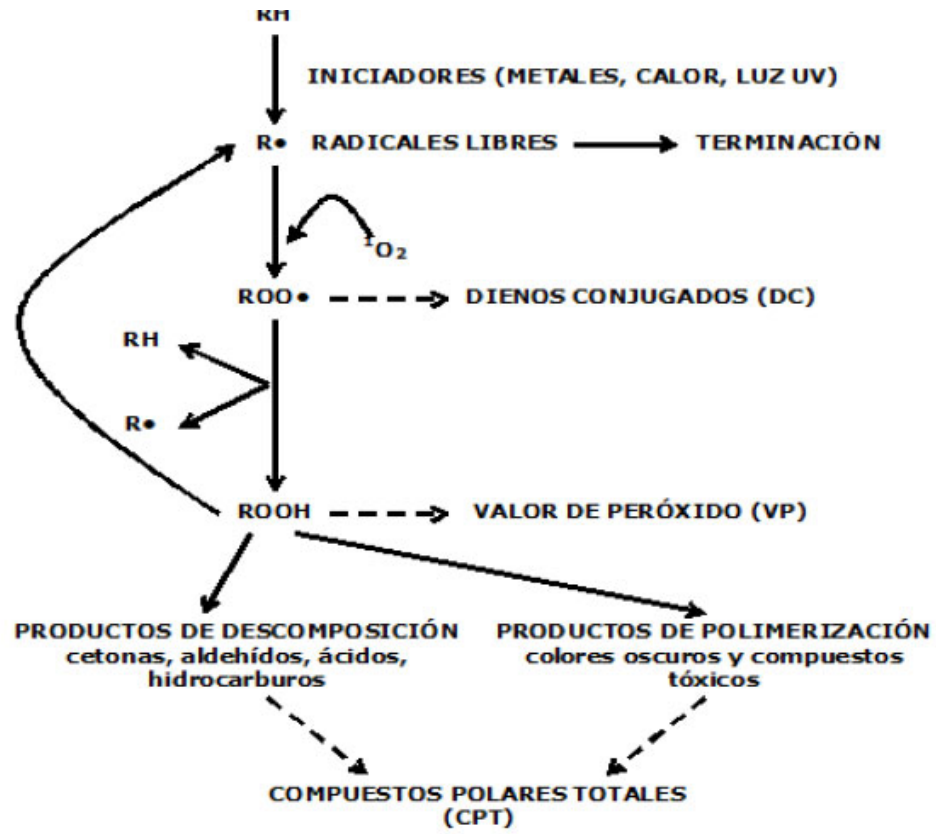 RH
INICIADORES (METALES, CALOR, LUZ UV)
R• RADICALES LIBRES TERMINACIÓN
¹O₂
ROO• DIENOS CONJUGADOS (DC)
RH
R•
ROOH VALOR DE PERÓXIDO (VP)
PRODUCTOS DE DESCOMPOSICIÓN
cetonas, aldehídos, ácidos,
hidrocarburos
PRODUCTOS DE POLIMERIZACIÓN
colores oscuros y compuestos
tóxicos
COMPUESTOS POLARES TOTALES
(CPT)